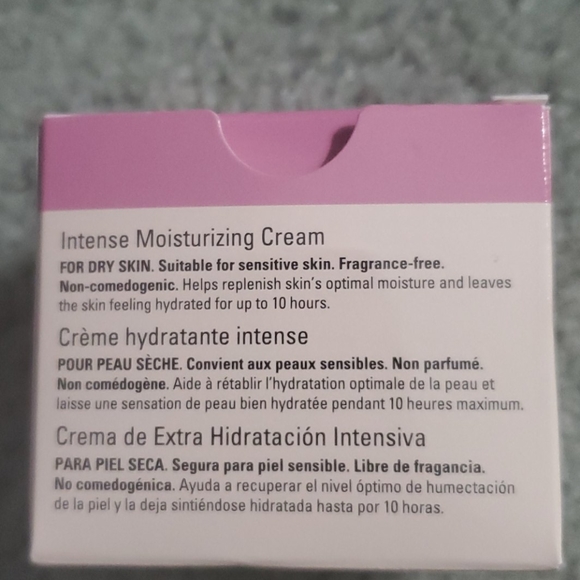 Intense Moisturizing Cream
FOR DRY SKIN. Suitable for sensitive skin. Fragrance-free.
Non-comedogenic. Helps replenish skin's optimal moisture and leaves
the skin feeling hydrated for up to 10 hours.
Crème hydratante intense
POUR PEAU SÈCHE. Convient aux peaux sensibles. Non parfumé.
Non comédogène. Aide à rétablir l'hydratation optimale de la peau et
laisse une sensation de peau bien hydratée pendant 10 heures maximum.
Crema de Extra Hidratación Intensiva
PARA PIEL SECA. Segura para piel sensible. Libre de fragancia.
No comedogénica. Ayuda a recuperar el nivel óptimo de humectación
de la piel y la deja sintiéndose hidratada hasta por 10 horas.